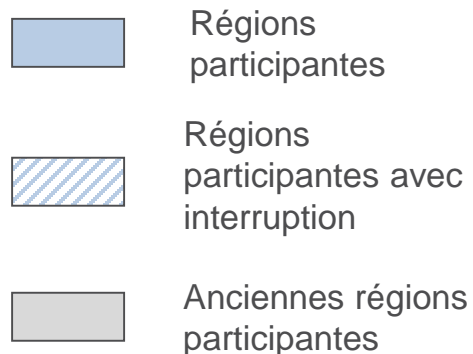 Régions
participantes
Régions
participantes avec
interruption
Anciennes régions
participantes